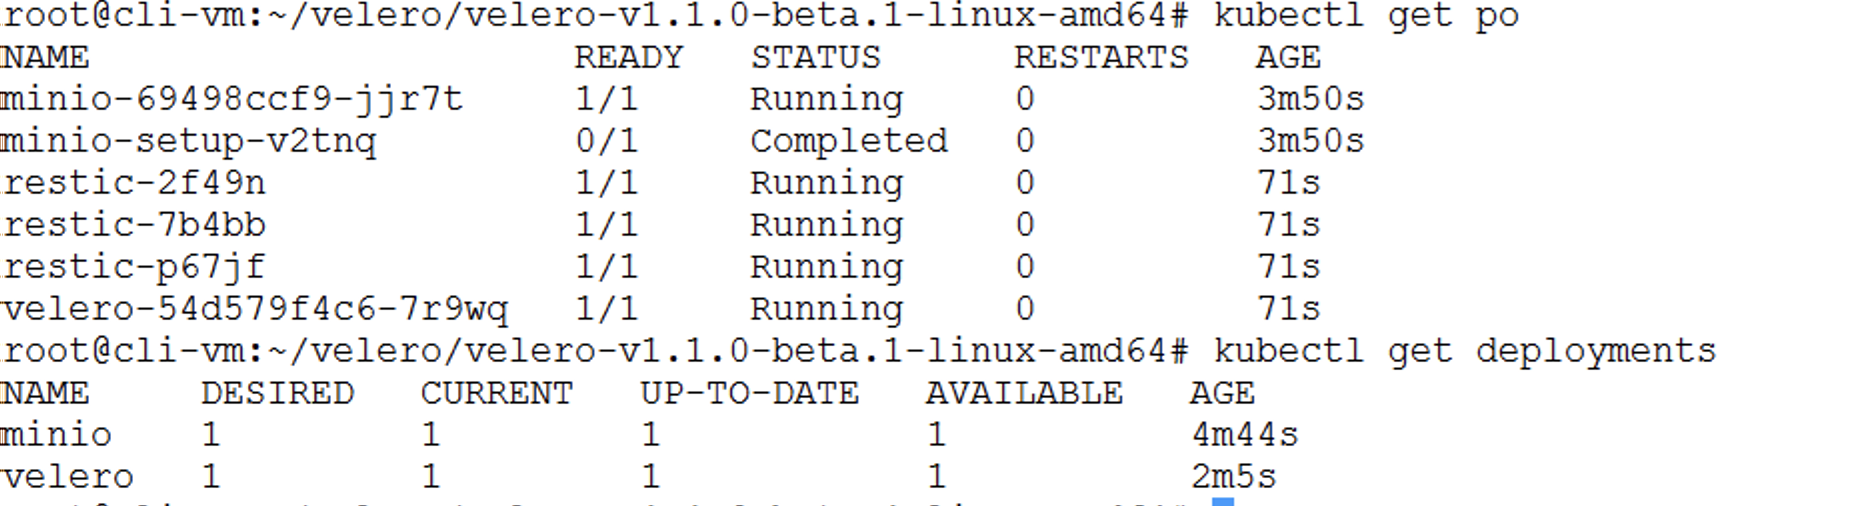 root@cli-vm:~/velero/velero-v1.1.0-beta.1-linux-amd64# kubectl get po
NAME READY STATUS RESTARTS AGE
minio-69498ccf9-jjr7t 1/1 Running 0 3m50s
minio-setup-v2tnq 0/1 Completed 0 3m50s
restic-2f49n 1/1 Running 0 71s
restic-7b4bb 1/1 Running 0 71s
restic-p67jf 1/1 Running 0 71s
velero-54d579f4c6-7r9wq 1/1 Running 0 71s
root@cli-vm:~/velero/velero-v1.1.0-beta.1-linux-amd64# kubectl get deployments
NAME DESIRED CURRENT UP-TO-DATE AVAILABLE AGE
minio 1 1 1 1 4m44s
velero 1 1 1 1 2m5s